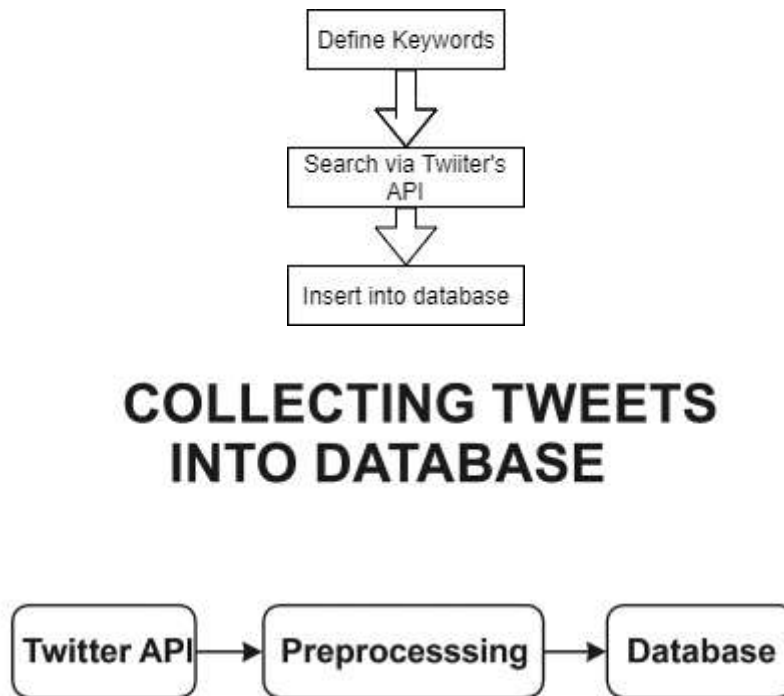 Define Keywords
Search via Twiiter's
API
Insert into database
COLLECTING TWEETS
INTO DATABASE
Twitter API
Preprocesssing
Database